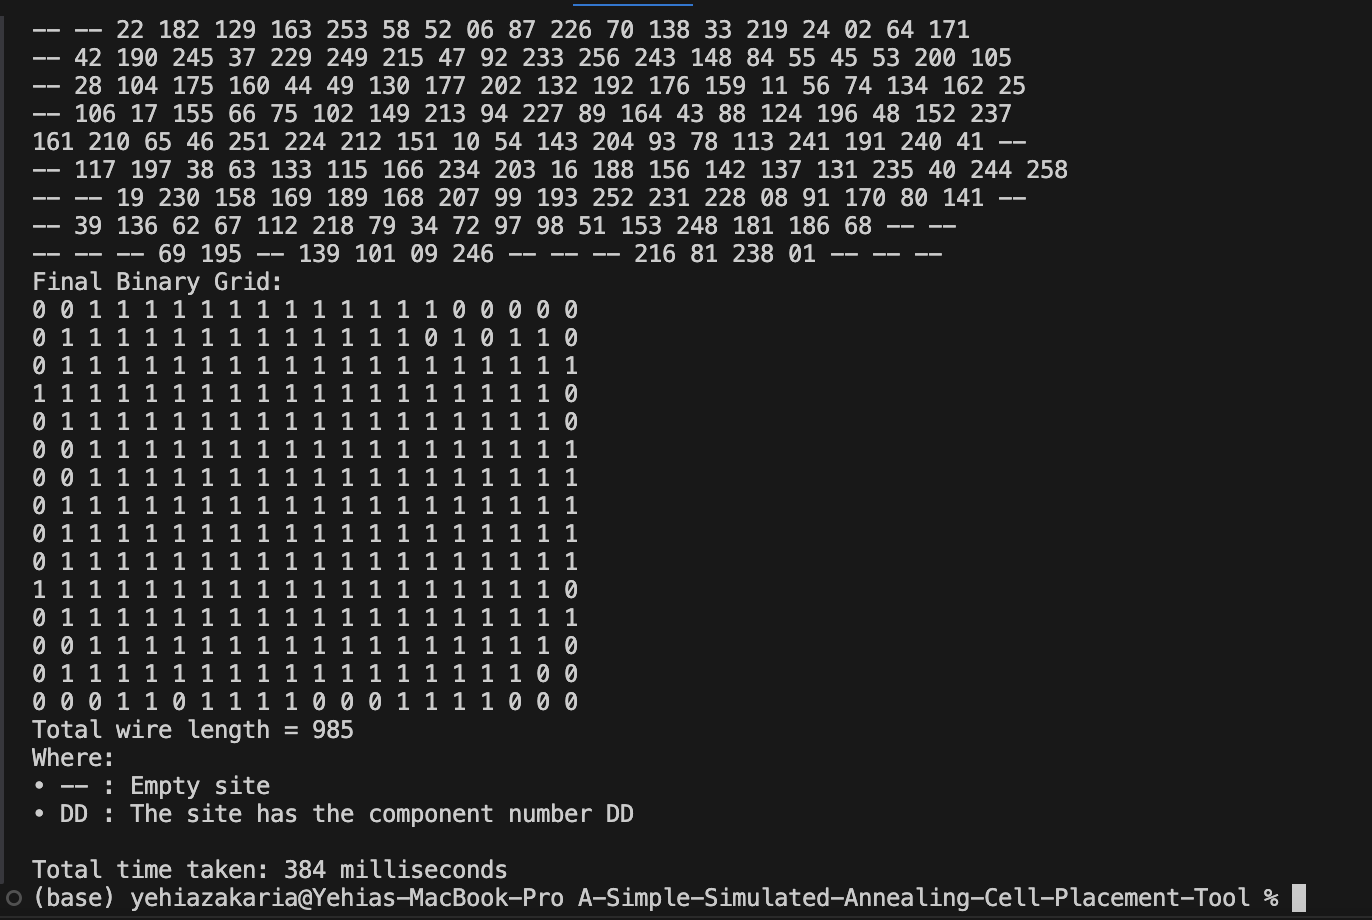 -- -- 22 182 129 163 253 58 52 06 87 226 70 138 33 219 24 02 64 171
-- 42 190 245 37 229 249 215 47 92 233 256 243 148 84 55 45 53 200 105
-- 28 104 175 160 44 49 130 177 202 132 192 176 159 11 56 74 134 162 25
-- 106 17 155 66 75 102 149 213 94 227 89 164 43 88 124 196 48 152 237
161 210 65 46 251 224 212 151 10 54 143 204 93 78 113 241 191 240 41 --
-- 117 197 38 63 133 115 166 234 203 16 188 156 142 137 131 235 40 244 258
-- -- 19 230 158 169 189 168 207 99 193 252 231 228 08 91 170 80 141 --
-- 39 136 62 67 112 218 79 34 72 97 98 51 153 248 181 186 68 -- --
-- -- -- 69 195 -- 139 101 09 246 -- -- -- 216 81 238 01 -- -- --
Final Binary Grid:
0 0 1 1 1 1 1 1 1 1 1 1 1 1 1 0 0 0 0 0
0 1 1 1 1 1 1 1 1 1 1 1 1 1 0 1 0 1 1 0
0 1 1 1 1 1 1 1 1 1 1 1 1 1 1 1 1 1 1 1
1 1 1 1 1 1 1 1 1 1 1 1 1 1 1 1 1 1 1 0
0 1 1 1 1 1 1 1 1 1 1 1 1 1 1 1 1 1 1 0
0 0 1 1 1 1 1 1 1 1 1 1 1 1 1 1 1 1 1 1
0 0 1 1 1 1 1 1 1 1 1 1 1 1 1 1 1 1 1 1
0 1 1 1 1 1 1 1 1 1 1 1 1 1 1 1 1 1 1 1
0 1 1 1 1 1 1 1 1 1 1 1 1 1 1 1 1 1 1 1
0 1 1 1 1 1 1 1 1 1 1 1 1 1 1 1 1 1 1 1
1 1 1 1 1 1 1 1 1 1 1 1 1 1 1 1 1 1 1 0
0 1 1 1 1 1 1 1 1 1 1 1 1 1 1 1 1 1 1 1
0 0 1 1 1 1 1 1 1 1 1 1 1 1 1 1 1 1 1 0
0 1 1 1 1 1 1 1 1 1 1 1 1 1 1 1 1 1 0 0
0 0 0 1 1 0 1 1 1 1 0 0 0 1 1 1 1 0 0 0
Total wire length = 985
Where:
• -- : Empty site
• DD : The site has the component number DD
Total time taken: 384 milliseconds
(base) yehiazakaria@Yehias-MacBook-Pro A-Simple-Simulated-Annealing-Cell-Placement-Tool %